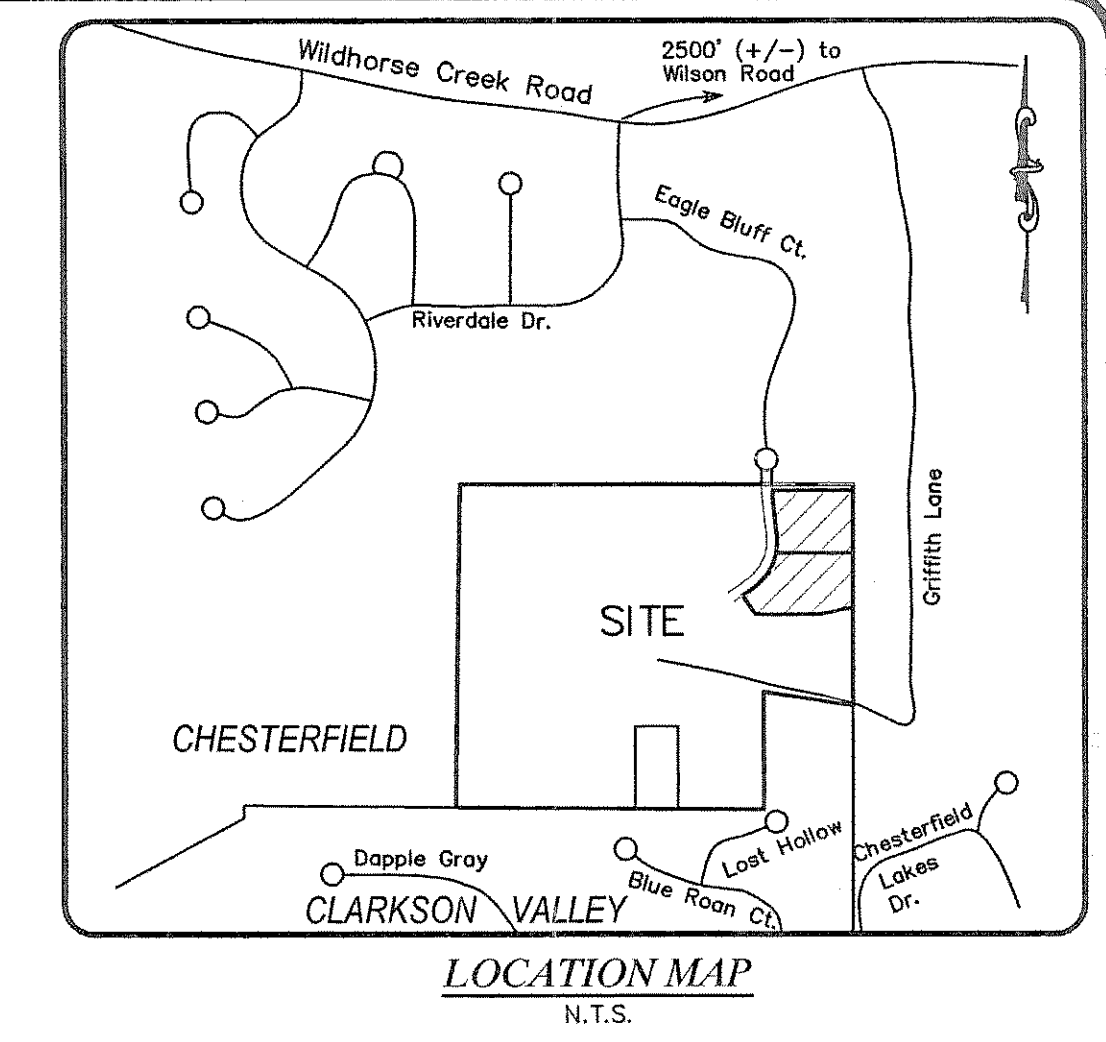 Wildhorse Creek Road
2500' (+/-) to
Wilson Road
Eagle Bluff Ct.
Riverdale Dr.
Griffith Lane
SITE
CHESTERFIELD
Dapple Gray
CLARKSON VALLEY
Blue Roan Ct.
Lost Hollow
Chesterfield
Lakes
Dr.
LOCATION MAP
N.T.S.